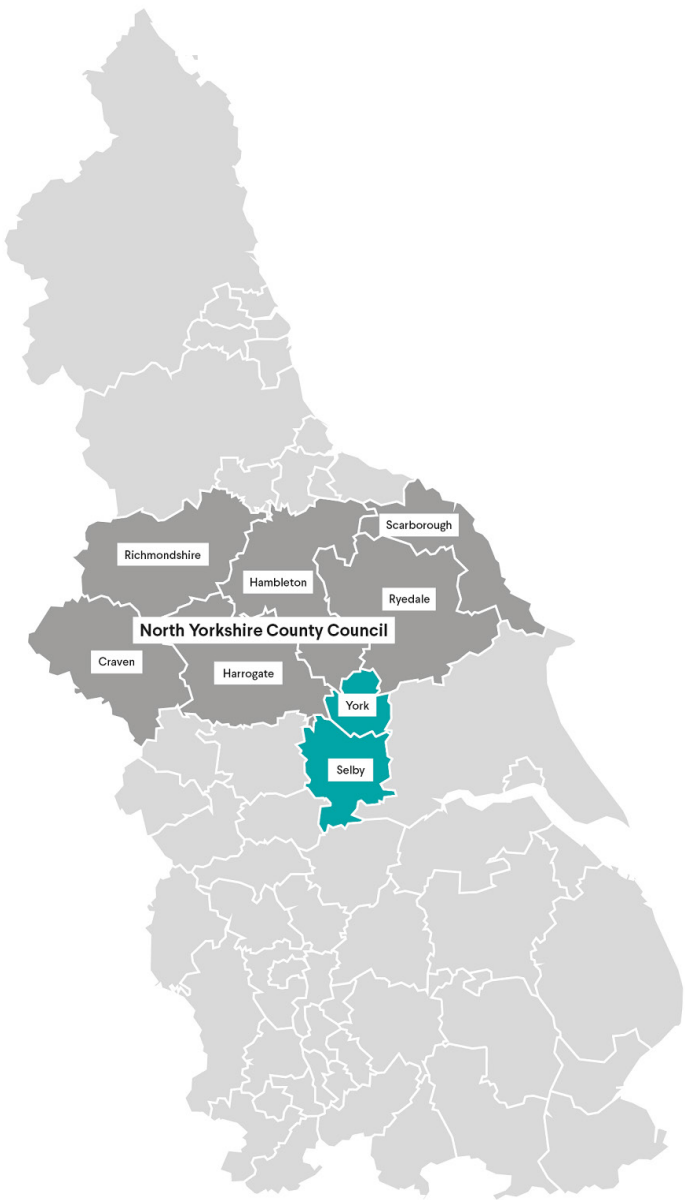 Scarborough
Richmondshire
Hambleton
Ryedale
North Yorkshire County Council
Craven
Harrogate
York
Selby